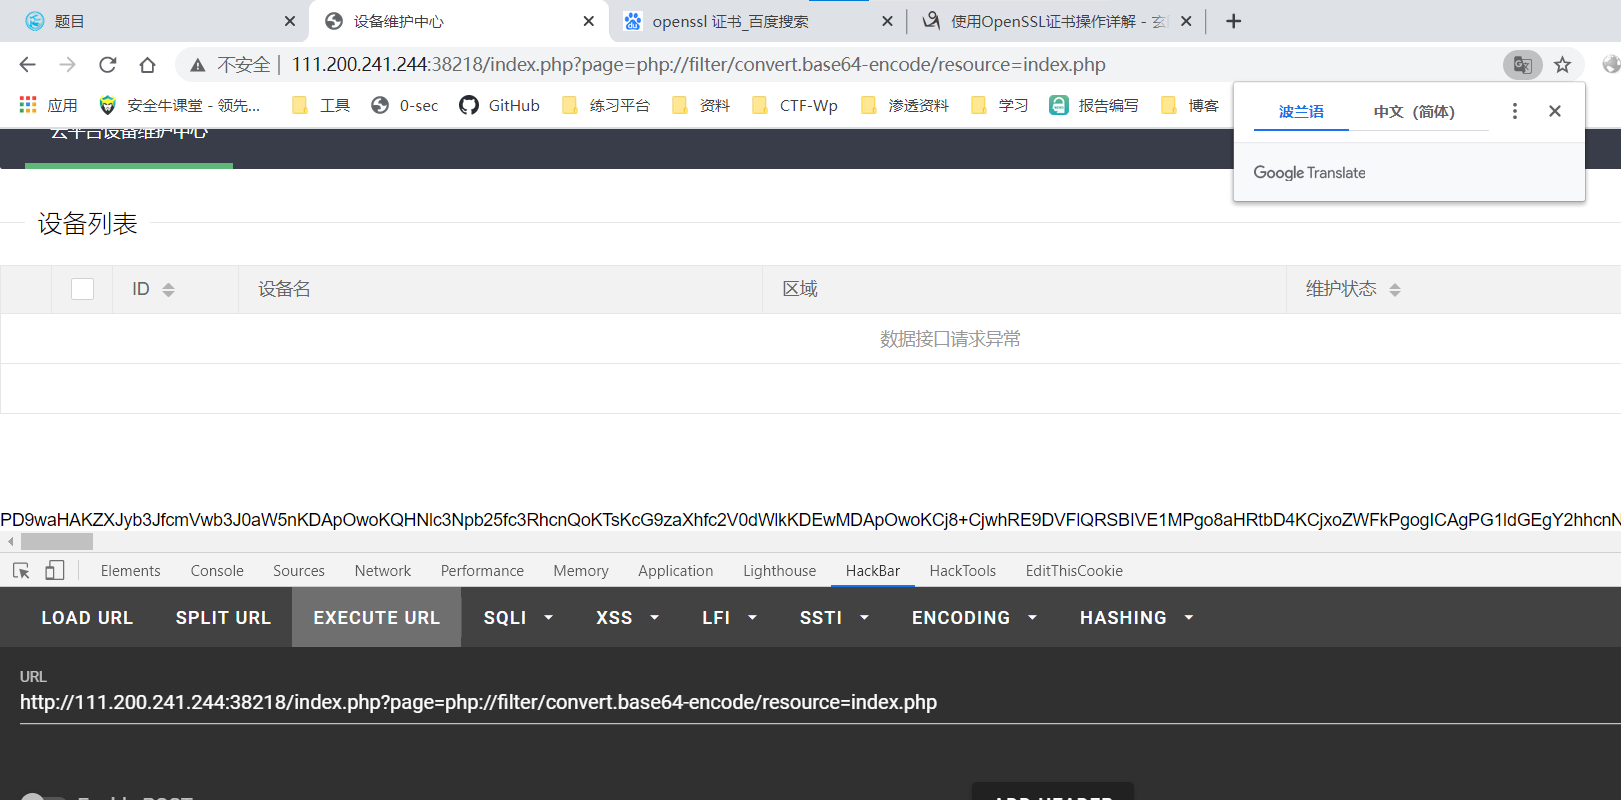 题目
设备维护中心
openssl 证书_百度搜索
使用OpenSSL证书操作详解 - 玄
不安全 | 111.200.241.244:38218/index.php?page=php://filter/convert.base64-encode/resource=index.php
应用
安全牛课堂 - 领先...
工具
0-sec
GitHub
练习平台
资料
CTF-Wp
渗透资料
学习
报告编写
博客
波兰语
中文（简体）
Google Translate
云平台设备维护中心
设备列表
ID
设备名
区域
维护状态
数据接口请求异常
PD9waHAKZXJyb3JfcmVwb3J0aW5nKDApOwoKQHNlc3Npb25fc3RhcnQoKTsKcG9zaXhfc2V0dWlkKDEwMDApOwoKCj8+CjwhRE9DVFlQRSBIVE1MPgo8aHRtbD4KCjxoZWFkPgogICAgPG1ldGEgY2hhcnN
Elements
Console
Sources
Network
Performance
Memory
Application
Lighthouse
HackBar
HackTools
EditThisCookie
LOAD URL
SPLIT URL
EXECUTE URL
SQLI
XSS
LFI
SSTI
ENCODING
HASHING
URL
http://111.200.241.244:38218/index.php?page=php://filter/convert.base64-encode/resource=index.php
Enable POST
ADD HEADER